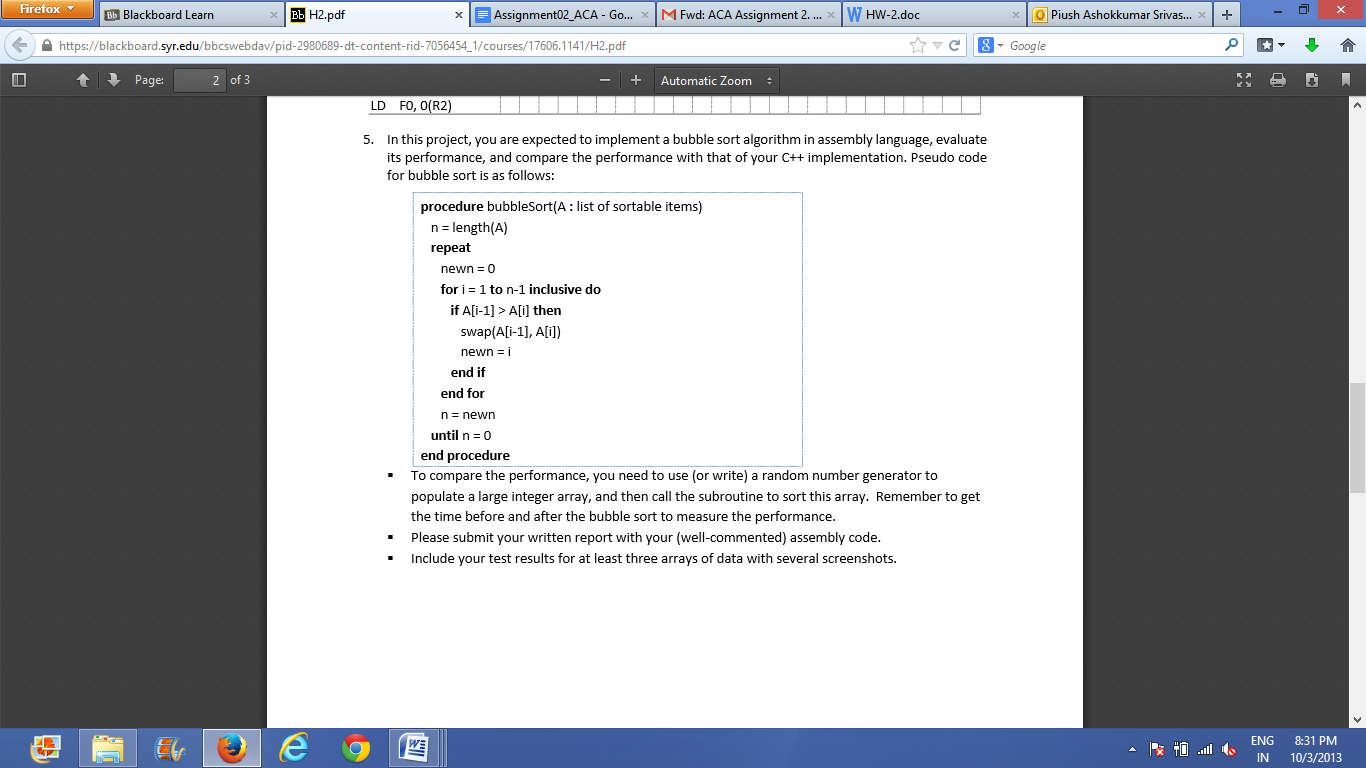 Firefox
Blackboard Learn
H2.pdf
Assignment02_ACA - Go...
Fwd: ACA Assignment 2. ...
HW-2.doc
Piush Ashokkumar Srivas...
https://blackboard.syr.edu/bbcswebdav/pid-2980689-dt-content-rid-7056454_1/courses/17606.1141/H2.pdf
Google
Page: 2 of 3
Automatic Zoom
LD F0, 0(R2)
5. In this project, you are expected to implement a bubble sort algorithm in assembly language, evaluate
its performance, and compare the performance with that of your C++ implementation. Pseudo code
for bubble sort is as follows:
procedure bubbleSort(A : list of sortable items)
n = length(A)
repeat
newn = 0
for i = 1 to n-1 inclusive do
if A[i-1] > A[i] then
swap(A[i-1], A[i])
newn = i
end if
end for
n = newn
until n = 0
end procedure
▪ To compare the performance, you need to use (or write) a random number generator to
populate a large integer array, and then call the subroutine to sort this array. Remember to get
the time before and after the bubble sort to measure the performance.
▪ Please submit your written report with your (well-commented) assembly code.
▪ Include your test results for at least three arrays of data with several screenshots.
ENG 8:31 PM
IN 10/3/2013